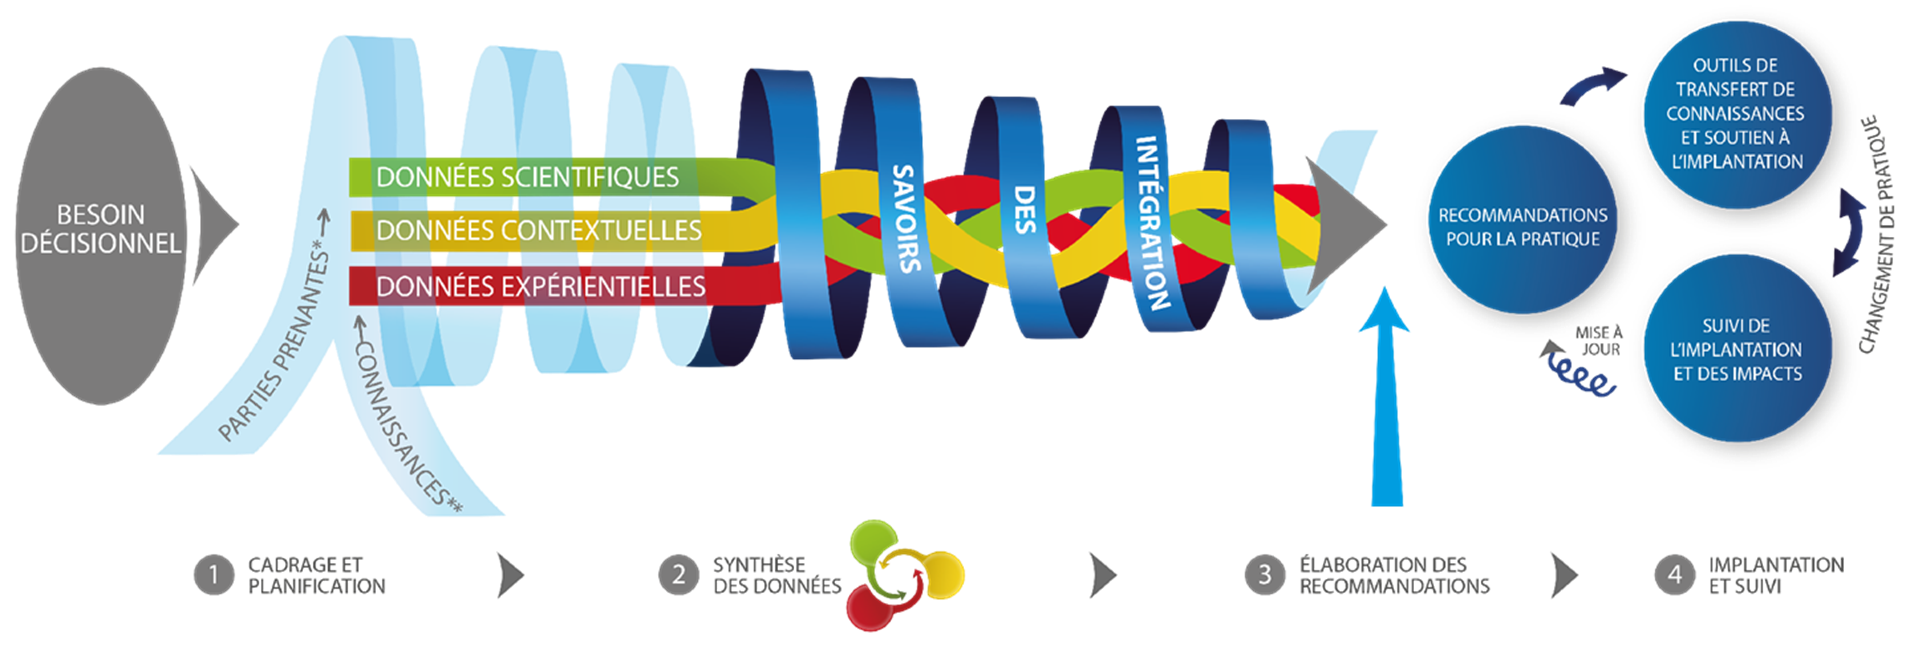 BESOIN
DÉCISIONNEL
PARTIES PRENANTES*
CONNAISSANCES**
DONNÉES SCIENTIFIQUES
DONNÉES CONTEXTUELLES
DONNÉES EXPÉRIENTIELLES
SAVOIRS
DES
INTÉGRATION
RECOMMANDATIONS
POUR LA PRATIQUE
OUTILS DE
TRANSFERT DE
CONNAISSANCES
ET SOUTIEN À
L'IMPLANTATION
CHANGEMENT DE PRATIQUE
SUIVI DE
L'IMPLANTATION
ET DES IMPACTS
MISE À
JOUR
1 CADRAGE ET
PLANIFICATION
2 SYNTHÈSE
DES DONNÉES
3 ÉLABORATION DES
RECOMMANDATIONS
4 IMPLANTATION
ET SUIVI